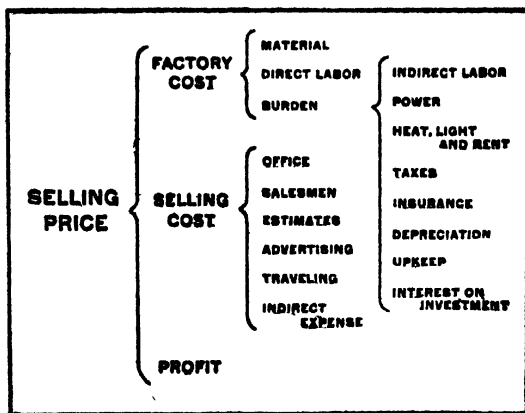 SELLING
PRICE
FACTORY
COST
MATERIAL
DIRECT LABOR
BURDEN
INDIRECT LABOR
POWER
HEAT, LIGHT
AND RENT
TAXES
INSURANCE
DEPRECIATION
UPKEEP
INTEREST ON
INVESTMENT
SELLING
COST
OFFICE
SALESMEN
ESTIMATES
ADVERTISING
TRAVELING
INDIRECT
EXPENSE
PROFIT